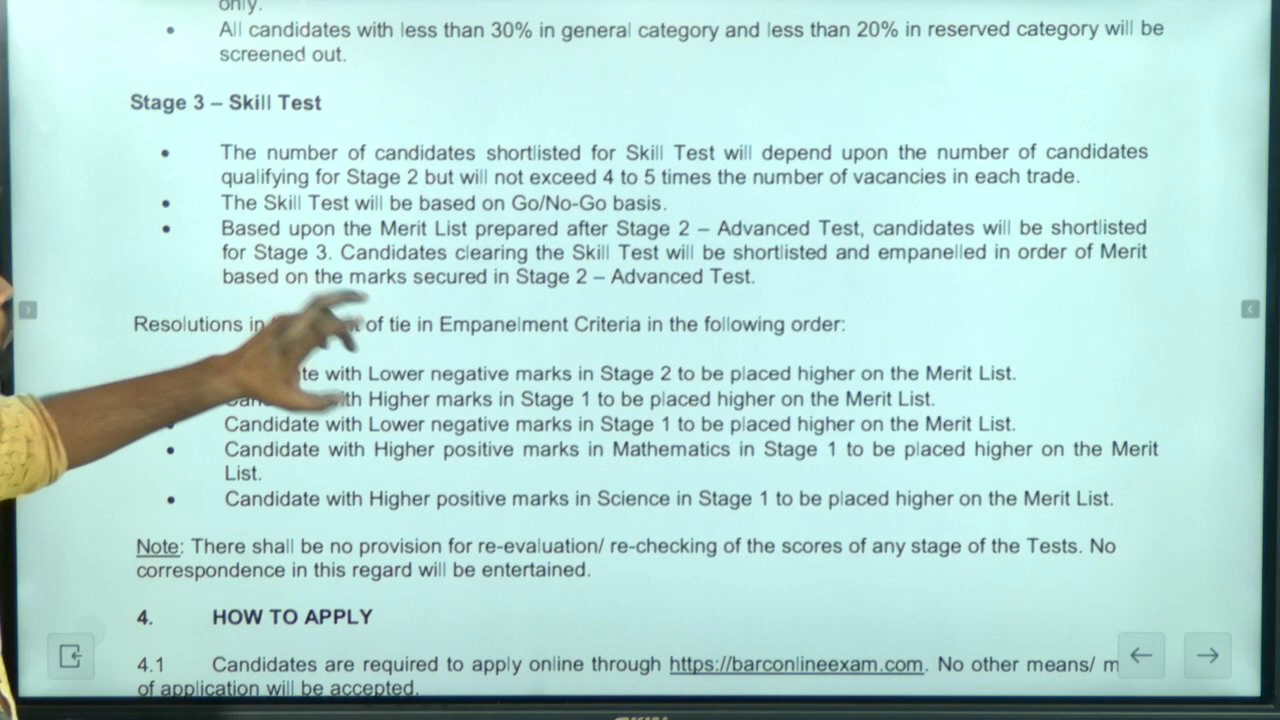 only.
• All candidates with less than 30% in general category and less than 20% in reserved category will be
screened out.
Stage 3 – Skill Test
• The number of candidates shortlisted for Skill Test will depend upon the number of candidates
qualifying for Stage 2 but will not exceed 4 to 5 times the number of vacancies in each trade.
• The Skill Test will be based on Go/No-Go basis.
• Based upon the Merit List prepared after Stage 2 – Advanced Test, candidates will be shortlisted
for Stage 3. Candidates clearing the Skill Test will be shortlisted and empanelled in order of Merit
based on the marks secured in Stage 2 – Advanced Test.
Resolutions in of tie in Empanelment Criteria in the following order:
with Lower negative marks in Stage 2 to be placed higher on the Merit List.
Higher marks in Stage 1 to be placed higher on the Merit List.
• Candidate with Lower negative marks in Stage 1 to be placed higher on the Merit List.
• Candidate with Higher positive marks in Mathematics in Stage 1 to be placed higher on the Merit
List.
• Candidate with Higher positive marks in Science in Stage 1 to be placed higher on the Merit List.
Note: There shall be no provision for re-evaluation/ re-checking of the scores of any stage of the Tests. No
correspondence in this regard will be entertained.
4. HOW TO APPLY
4.1 Candidates are required to apply online through https://barconlineexam.com. No other means/
of application will be accepted.